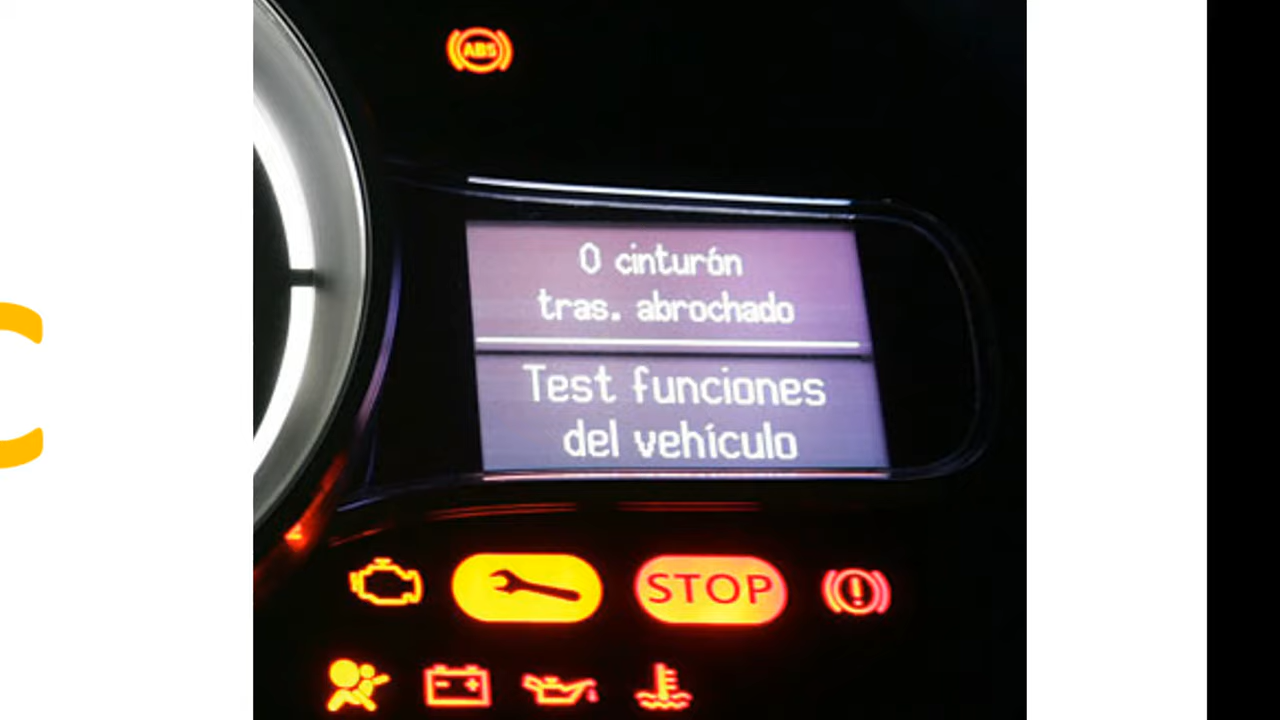 ABS
0 cinturón
tras. abrochado
Test funciones
del vehículo
STOP